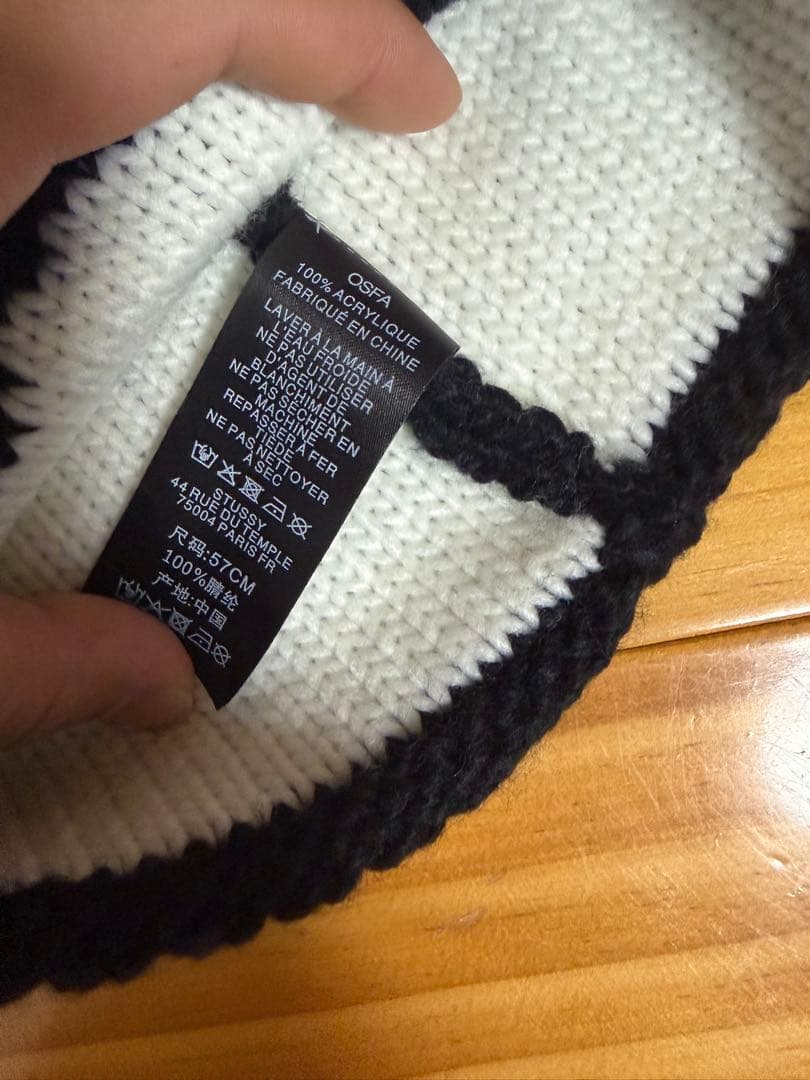 OSFA
100% ACRYLIQUE
FABRIQUÉ EN CHINE
LAVER À LA MAIN À
L'EAU FROIDE
NE PAS UTILISER
D'AGENT DE
BLANCHIMENT
NE PAS SÉCHER EN
MACHINE
REPASSER À FER
TIÈDE
NE PAS NETTOYER
À SEC
STUSSY
44 RUE DU TEMPLE
75004 PARIS FR
尺码:57CM
100%腈纶
产地:中国